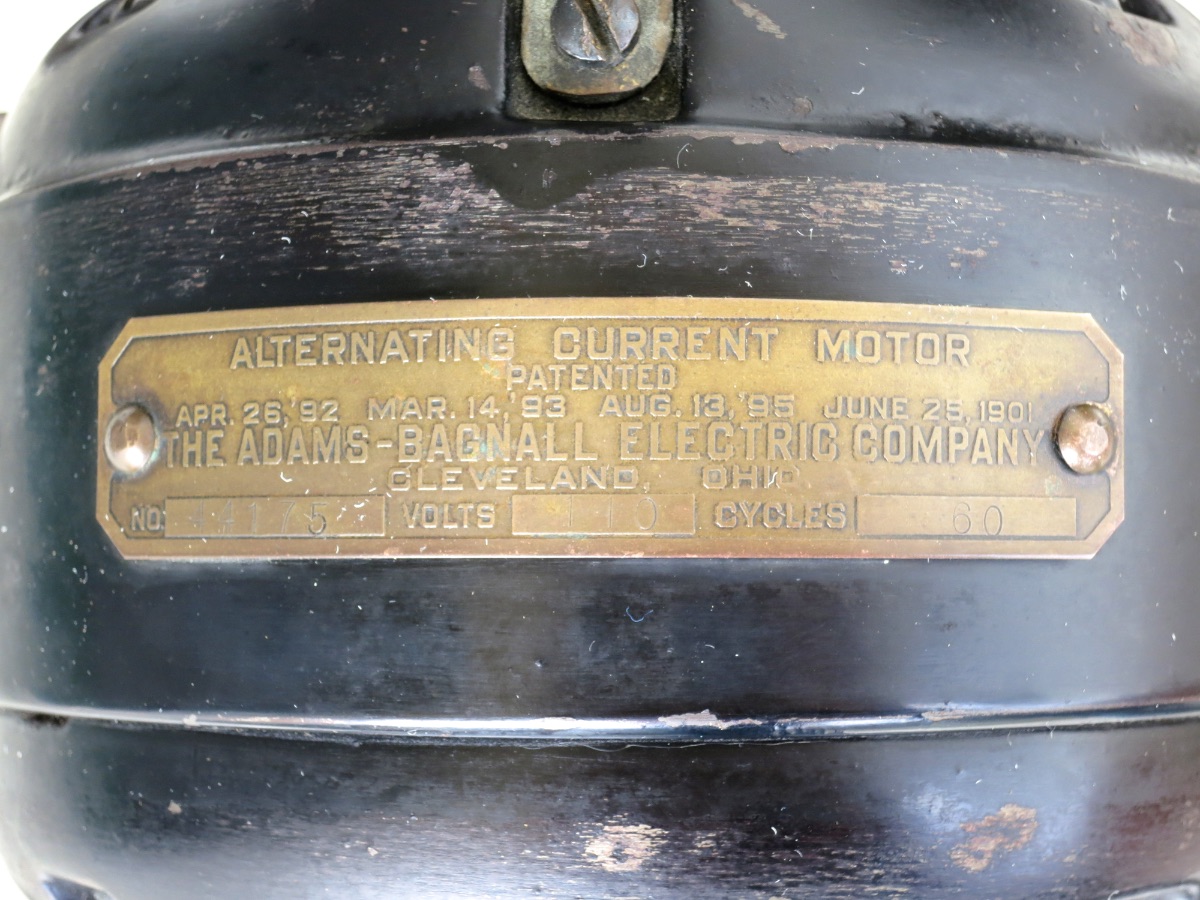 ALTERNATING CURRENT MOTOR
PATENTED
APR. 26, '92 MAR. 14, '93 AUG. 13, '95 JUNE 25, 1901
THE ADAMS-BAGNALL ELECTRIC COMPANY
CLEVELAND, OHIO
NO. VOLTS 110 CYCLES 60